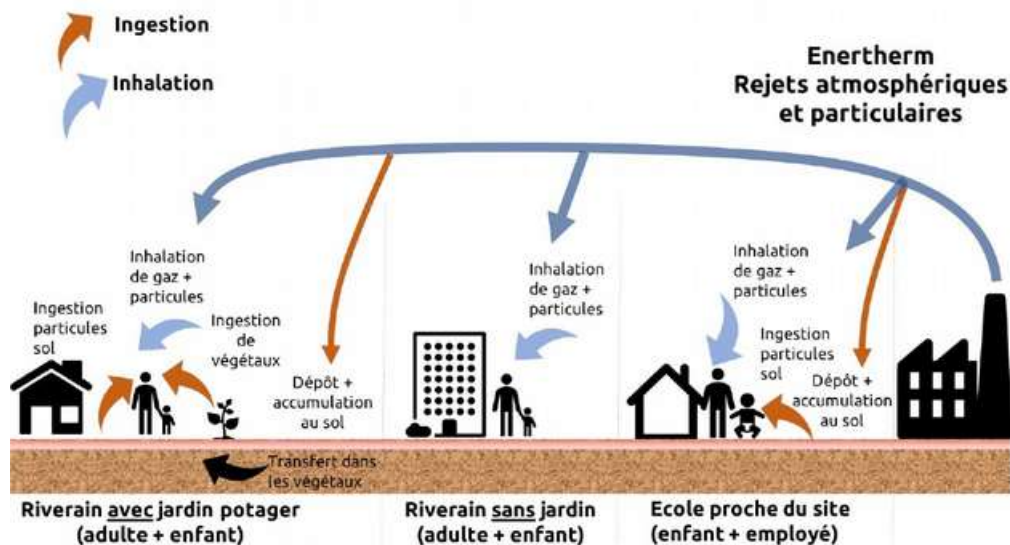 Ingestion
Inhalation
Enertherm
Rejets atmosphériques
et particulaires
Inhalation
de gaz +
particules
Ingestion
particules
sol
Ingestion
de
végétaux
Dépôt +
accumulation
au sol
Transfert dans
les végétaux
Inhalation
de gaz +
particules
Inhalation
de gaz +
particules
Ingestion
particules
sol
Dépôt +
accumulation
au sol
Riverain avec jardin potager
(adulte + enfant)
Riverain sans jardin
(adulte + enfant)
Ecole proche du site
(enfant + employé)